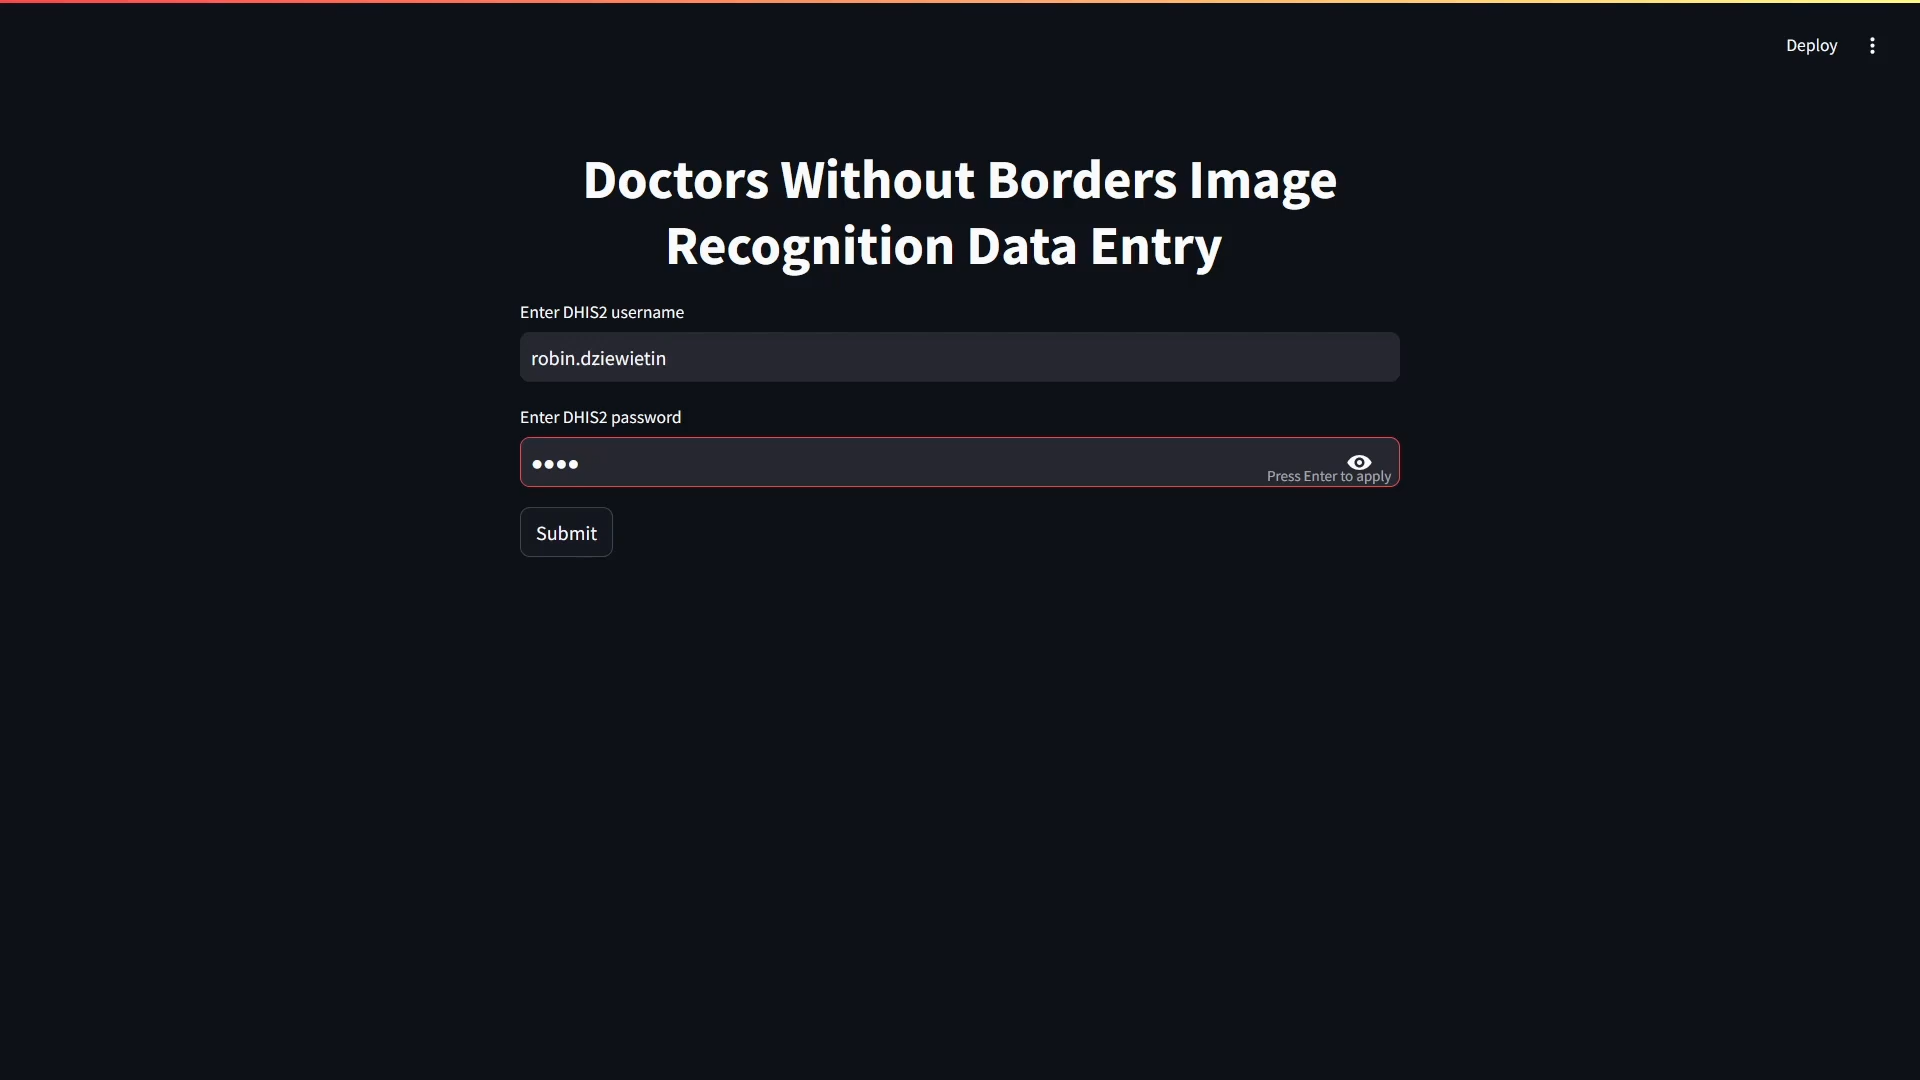 Deploy
Doctors Without Borders Image
Recognition Data Entry
Enter DHIS2 username
robin.dziewietin
Enter DHIS2 password
••••
Press Enter to apply
Submit